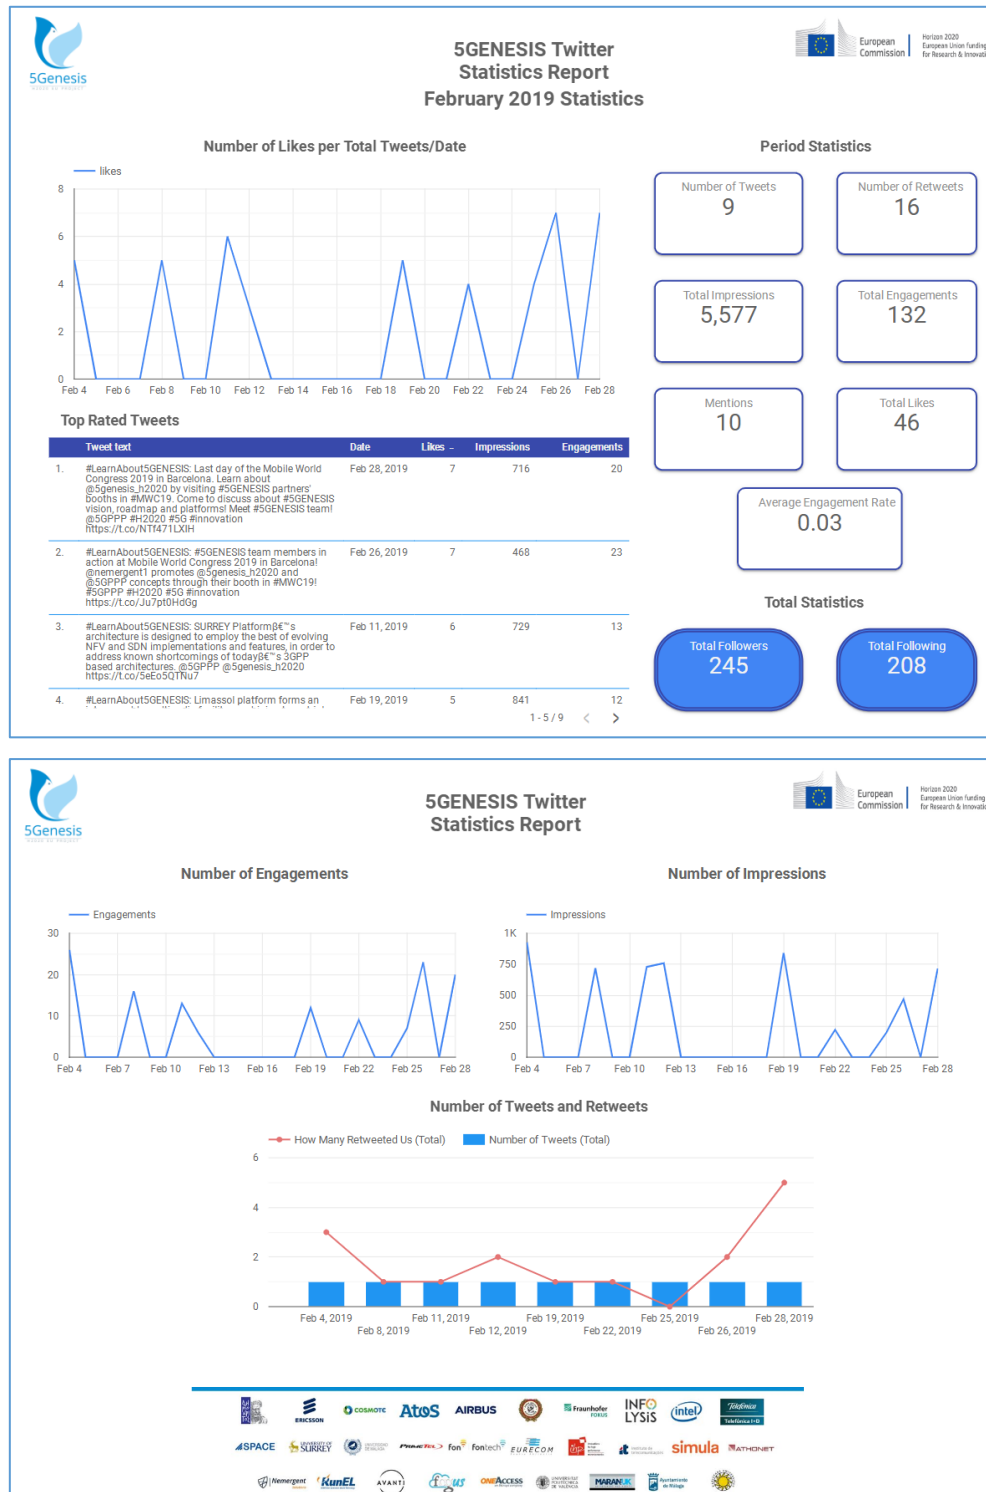 5Genesis
5GENESIS Twitter
Statistics Report
February 2019 Statistics
European
Commission
Horizon 2020
European Union funding
for Research & Innovation
Number of Likes per Total Tweets/Date
likes
8
6
4
2
0
Feb 4 Feb 6 Feb 8 Feb 10 Feb 12 Feb 14 Feb 16 Feb 18 Feb 20 Feb 22 Feb 24 Feb 26 Feb 28
Top Rated Tweets
Tweet text Date Likes Impressions Engagements
1. #LearnAbout5GENESIS: Last day of the Mobile World Feb 28, 2019 7 716 20
Congress 2019 in Barcelona. Learn about
@5genesis_h2020 by visiting #5GENESIS partners'
booths in #MWC19. Come to discuss about #5GENESIS
vision, roadmap and platforms! Meet #5GENESIS team!
@5GPPP #H2020 #5G #innovation
https://t.co/NTf471LXIH
2. #LearnAbout5GENESIS: #5GENESIS team members in Feb 26, 2019 7 468 23
action at Mobile World Congress 2019 in Barcelona!
@nemergent1 promotes @5genesis_h2020 and
@5GPPP concepts through their booth in #MWC19!
#5GPPP #H2020 #5G #innovation
https://t.co/Ju7pt0HdGg
3. #LearnAbout5GENESIS: SURREY Platformβ€™s Feb 11, 2019 6 729 13
architecture is designed to employ the best of evolving
NFV and SDN implementations and features, in order to
address known shortcomings of todayβ€™s 3GPP
based architectures. @5GPPP @5genesis_h2020
https://t.co/5eEo5QTNu7
4. #LearnAbout5GENESIS: Limassol platform forms an Feb 19, 2019 5 841 12
1 - 5 / 9 < >
Period Statistics
Number of Tweets
9
Number of Retweets
16
Total Impressions
5,577
Total Engagements
132
Mentions
10
Total Likes
46
Average Engagement Rate
0.03
Total Statistics
Total Followers
245
Total Following
208
5Genesis
5GENESIS Twitter
Statistics Report
European
Commission
Horizon 2020
European Union funding
for Research & Innovation
Number of Engagements
Engagements
30
20
10
0
Feb 4 Feb 7 Feb 10 Feb 13 Feb 16 Feb 19 Feb 22 Feb 25 Feb 28
Number of Impressions
Impressions
1K
750
500
250
0
Feb 4 Feb 7 Feb 10 Feb 13 Feb 16 Feb 19 Feb 22 Feb 25 Feb 28
Number of Tweets and Retweets
How Many Retweeted Us (Total) Number of Tweets (Total)
6
4
2
0
Feb 4, 2019 Feb 11, 2019 Feb 19, 2019 Feb 25, 2019 Feb 28, 2019
Feb 8, 2019 Feb 12, 2019 Feb 22, 2019 Feb 26, 2019
ERICSSON COSMOTE AtoS AIRBUS Fraunhofer FOKUS INFOLYSiS intel Telefónica Telefónica I+D
SPACE UNIVERSITY OF SURREY PrimeTel fon fontech EURECOM ihp simula ATHONET
Nemergent KunEL AVANTI ONEACCESS UNIVERSITAT POLITÈCNICA DE VALÈNCIA MARAN UK Ayuntamiento de Málaga